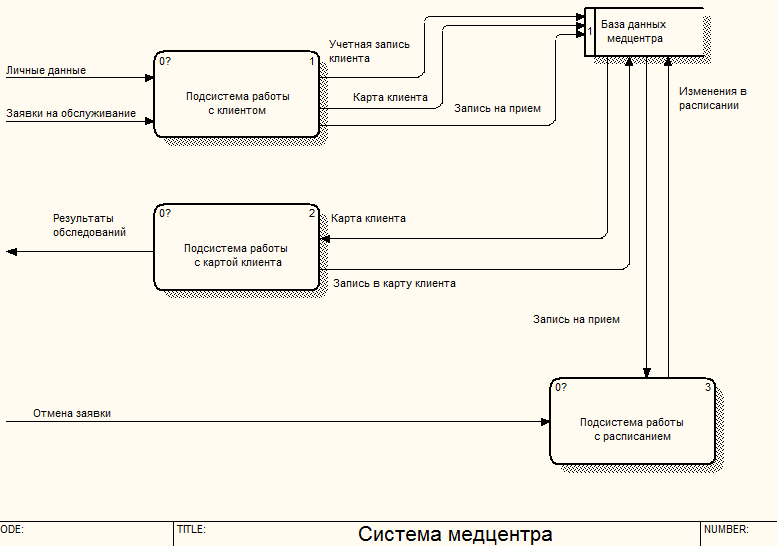 База данных
1
медцентра
Учетная запись
клиента
0?
1
Личные данные
Подсистема работы
с клиентом
Карта клиента
Запись на прием
Изменения в
расписании
Заявки на обслуживание
Результаты
обследований
0?
2
Карта клиента
Подсистема работы
с картой клиента
Запись в карту клиента
Запись на прием
0?
3
Отмена заявки
Подсистема работы
с расписанием
ODE:
TITLE:
Система медцентра
NUMBER: